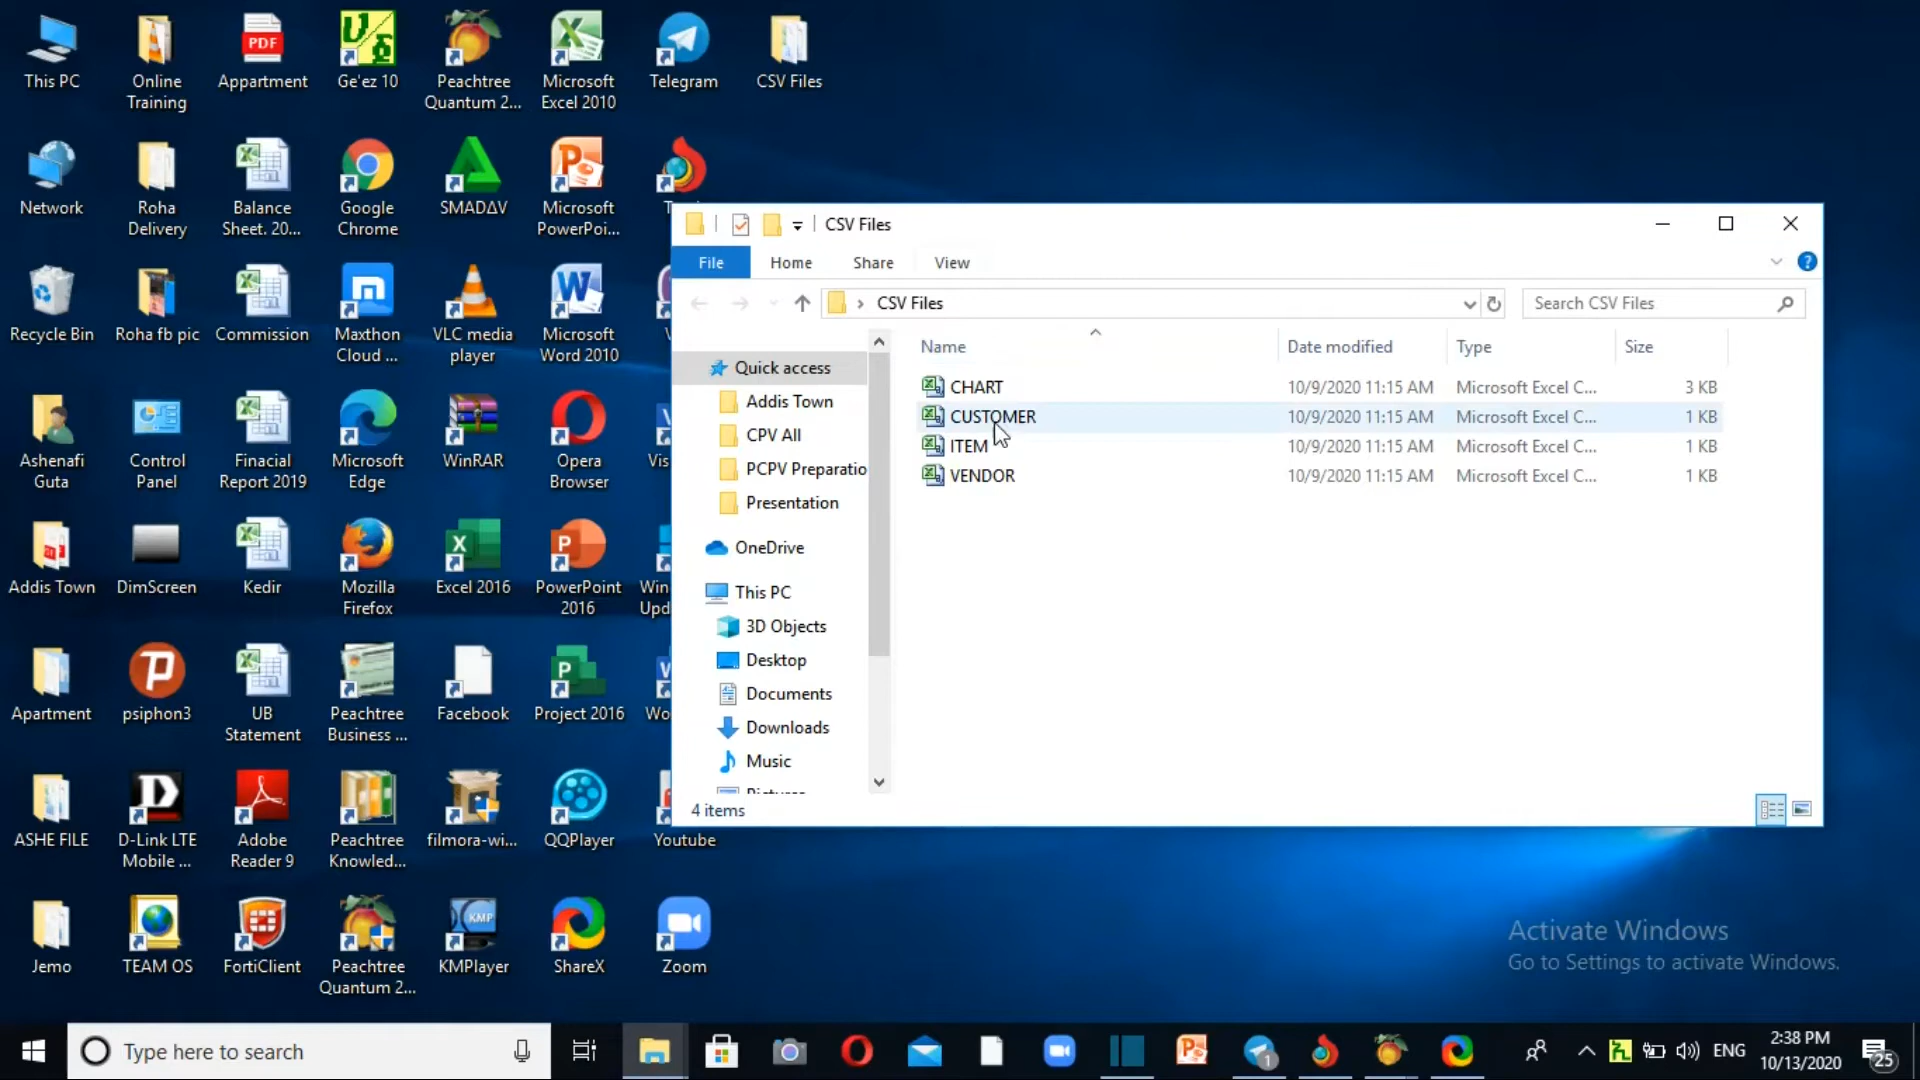 This PC
Online
Training
PDF
Appartment
Ge'ez 10
Peachtree
Quantum 2...
Microsoft
Excel 2010
Telegram
CSV Files
Network
Roha
Delivery
Balance
Sheet. 20...
Google
Chrome
SMADΔV
Microsoft
PowerPoi...
Recycle Bin
Roha fb pic
Commission
Maxthon
Cloud ...
VLC media
player
Microsoft
Word 2010
Ashenafi
Guta
Control
Panel
Finacial
Report 2019
Microsoft
Edge
WinRAR
Opera
Browser
Vis
Addis Town
DimScreen
Kedir
Mozilla
Firefox
Excel 2016
PowerPoint
2016
Win
Upd
Apartment
psiphon3
UB
Statement
Peachtree
Business ...
Facebook
Project 2016
Wo
ASHE FILE
D-Link LTE
Mobile ...
Adobe
Reader 9
Peachtree
Knowled...
filmora-wi...
QQPlayer
Youtube
Jemo
TEAM OS
FortiClient
Peachtree
Quantum 2...
KMP
KMPlayer
ShareX
Zoom
CSV Files
File
Home
Share
View
CSV Files
Search CSV Files
Name
Date modified
Type
Size
CHART 10/9/2020 11:15 AM Microsoft Excel C... 3 KB
CUSTOMER 10/9/2020 11:15 AM Microsoft Excel C... 1 KB
ITEM 10/9/2020 11:15 AM Microsoft Excel C... 1 KB
VENDOR 10/9/2020 11:15 AM Microsoft Excel C... 1 KB
Quick access
Addis Town
CPV All
PCPV Preparatio
Presentation
OneDrive
This PC
3D Objects
Desktop
Documents
Downloads
Music
4 items
Activate Windows
Go to Settings to activate Windows.
Type here to search
1
ENG
2:38 PM
10/13/2020
25